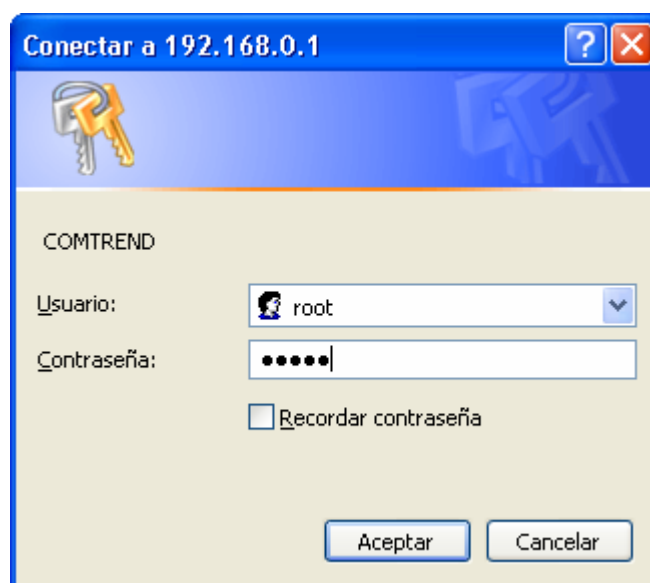 Conectar a 192.168.0.1
COMTREND
Usuario: root
Contraseña: •••••
Recordar contraseña
Aceptar Cancelar